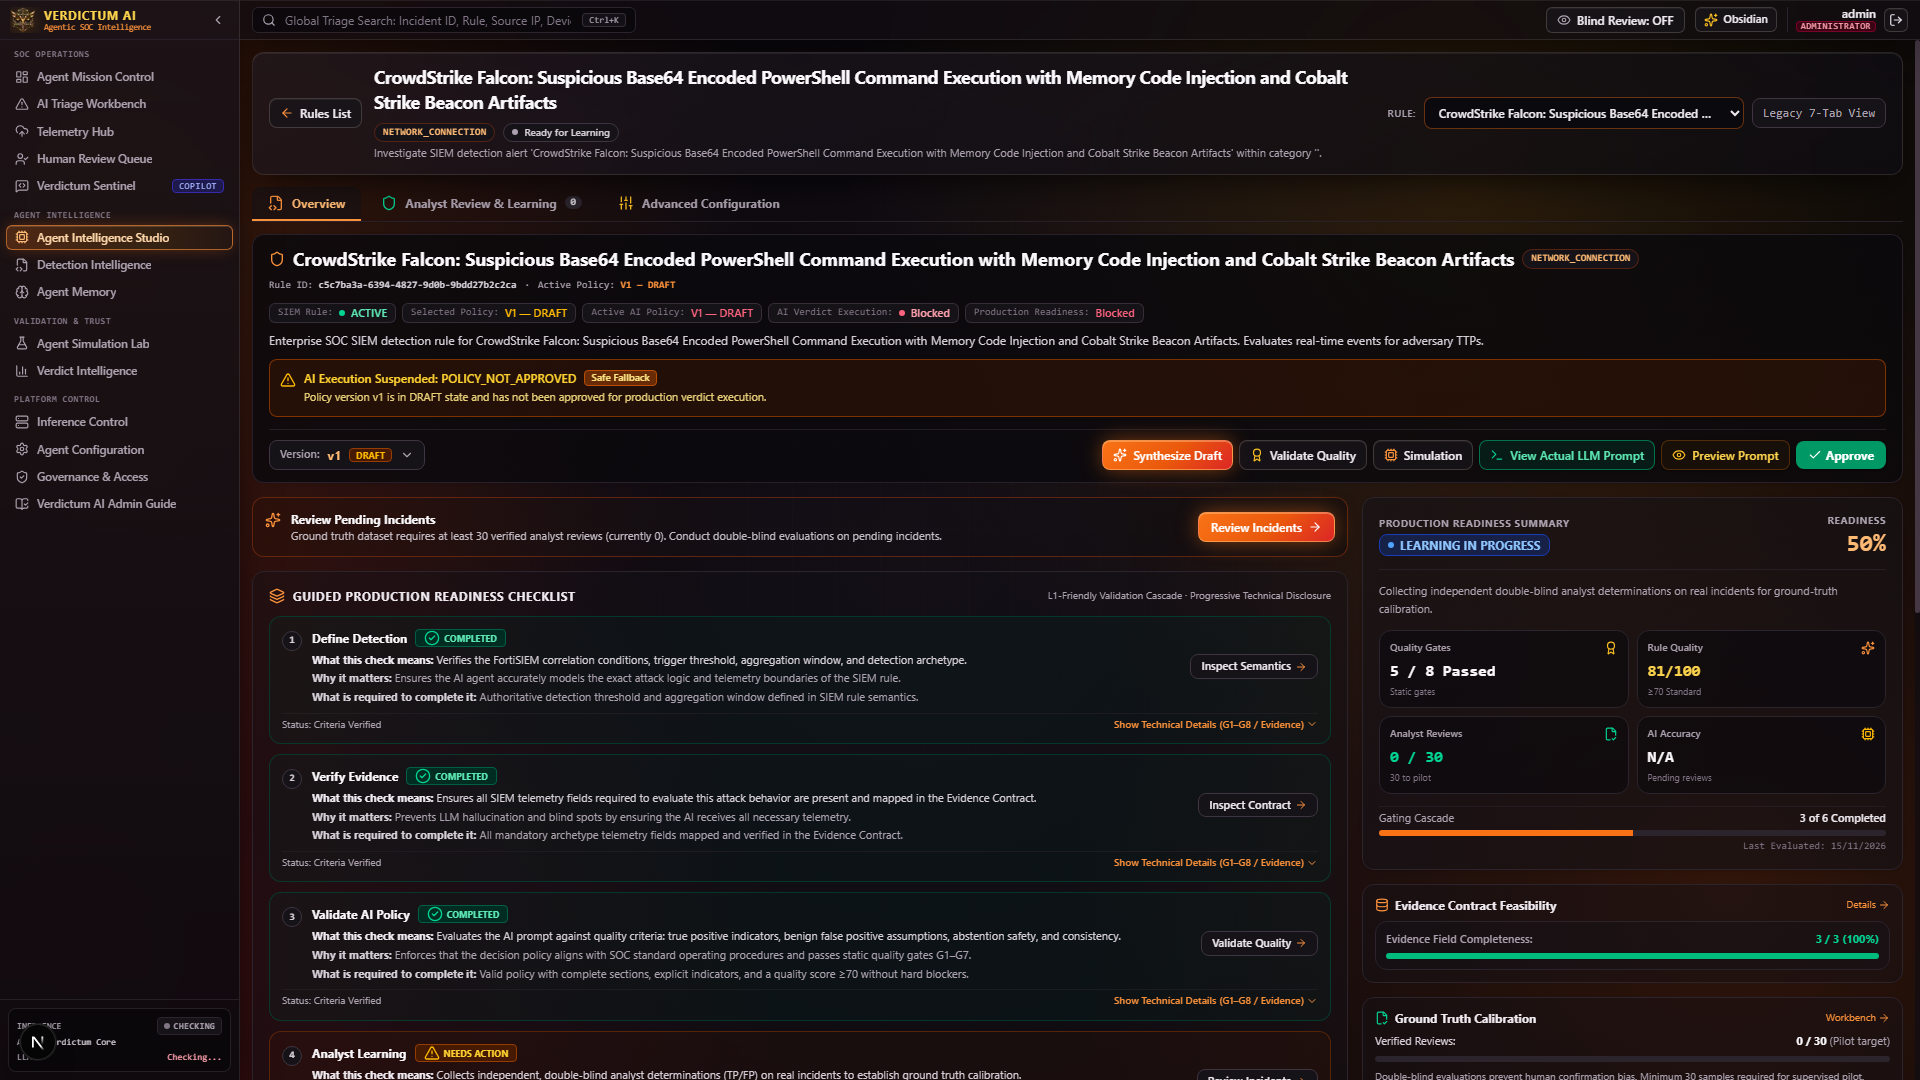 VERDICTUM AI
Agentic SOC Intelligence
Global Triage Search: Incident ID, Rule, Source IP, Devi
Ctrl+K
Blind Review: OFF
Obsidian
admin
ADMINISTRATOR
SOC OPERATIONS
Agent Mission Control
AI Triage Workbench
Telemetry Hub
Human Review Queue
Verdictum Sentinel
COPILOT
AGENT INTELLIGENCE
Agent Intelligence Studio
Detection Intelligence
Agent Memory
VALIDATION & TRUST
Agent Simulation Lab
Verdict Intelligence
PLATFORM CONTROL
Inference Control
Agent Configuration
Governance & Access
Verdictum AI Admin Guide
CHECKING
rdictum Core
Checking...
N
Rules List
CrowdStrike Falcon: Suspicious Base64 Encoded PowerShell Command Execution with Memory Code Injection and Cobalt
Strike Beacon Artifacts
NETWORK_CONNECTION
Ready for Learning
Investigate SIEM detection alert 'CrowdStrike Falcon: Suspicious Base64 Encoded PowerShell Command Execution with Memory Code Injection and Cobalt Strike Beacon Artifacts' within category ''.
RULE:
CrowdStrike Falcon: Suspicious Base64 Encoded ...
Legacy 7-Tab View
Overview
Analyst Review & Learning 0
Advanced Configuration
CrowdStrike Falcon: Suspicious Base64 Encoded PowerShell Command Execution with Memory Code Injection and Cobalt Strike Beacon Artifacts
NETWORK_CONNECTION
Rule ID: c5c7ba3a-6394-4827-9d0b-9bdd27b2c2ca · Active Policy: V1 — DRAFT
SIEM Rule: ACTIVE
Selected Policy: V1 — DRAFT
Active AI Policy: V1 — DRAFT
AI Verdict Execution: Blocked
Production Readiness: Blocked
Enterprise SOC SIEM detection rule for CrowdStrike Falcon: Suspicious Base64 Encoded PowerShell Command Execution with Memory Code Injection and Cobalt Strike Beacon Artifacts. Evaluates real-time events for adversary TTPs.
AI Execution Suspended: POLICY_NOT_APPROVED
Safe Fallback
Policy version v1 is in DRAFT state and has not been approved for production verdict execution.
Version: v1 DRAFT
Synthesize Draft
Validate Quality
Simulation
View Actual LLM Prompt
Preview Prompt
Approve
Review Pending Incidents
Ground truth dataset requires at least 30 verified analyst reviews (currently 0). Conduct double-blind evaluations on pending incidents.
Review Incidents
GUIDED PRODUCTION READINESS CHECKLIST
L1-Friendly Validation Cascade · Progressive Technical Disclosure
1
Define Detection
COMPLETED
What this check means: Verifies the FortiSIEM correlation conditions, trigger threshold, aggregation window, and detection archetype.
Why it matters: Ensures the AI agent accurately models the exact attack logic and telemetry boundaries of the SIEM rule.
What is required to complete it: Authoritative detection threshold and aggregation window defined in SIEM rule semantics.
Inspect Semantics
Status: Criteria Verified
Show Technical Details (G1–G8 / Evidence)
2
Verify Evidence
COMPLETED
What this check means: Ensures all SIEM telemetry fields required to evaluate this attack behavior are present and mapped in the Evidence Contract.
Why it matters: Prevents LLM hallucination and blind spots by ensuring the AI receives all necessary telemetry.
What is required to complete it: All mandatory archetype telemetry fields mapped and verified in the Evidence Contract.
Inspect Contract
Status: Criteria Verified
Show Technical Details (G1–G8 / Evidence)
3
Validate AI Policy
COMPLETED
What this check means: Evaluates the AI prompt against quality criteria: true positive indicators, benign false positive assumptions, abstention safety, and consistency.
Why it matters: Enforces that the decision policy aligns with SOC standard operating procedures and passes static quality gates G1–G7.
What is required to complete it: Valid policy with complete sections, explicit indicators, and a quality score ≥70 without hard blockers.
Validate Quality
Status: Criteria Verified
Show Technical Details (G1–G8 / Evidence)
4
Analyst Learning
NEEDS ACTION
What this check means: Collects independent, double-blind analyst determinations (TP/FP) on real incidents to establish ground truth calibration.
Review Incidents
PRODUCTION READINESS SUMMARY
LEARNING IN PROGRESS
READINESS
50%
Collecting independent double-blind analyst determinations on real incidents for ground-truth
calibration.
Quality Gates
5 / 8 Passed
Static gates
Rule Quality
81/100
≥70 Standard
Analyst Reviews
0 / 30
30 to pilot
AI Accuracy
N/A
Pending reviews
Gating Cascade
3 of 6 Completed
Last Evaluated: 15/11/2026
Evidence Contract Feasibility
Details
Evidence Field Completeness:
3 / 3 (100%)
Ground Truth Calibration
Workbench
Verified Reviews:
0 / 30 (Pilot target)
Double-blind evaluations prevent human confirmation bias. Minimum 30 samples required for supervised pilot.